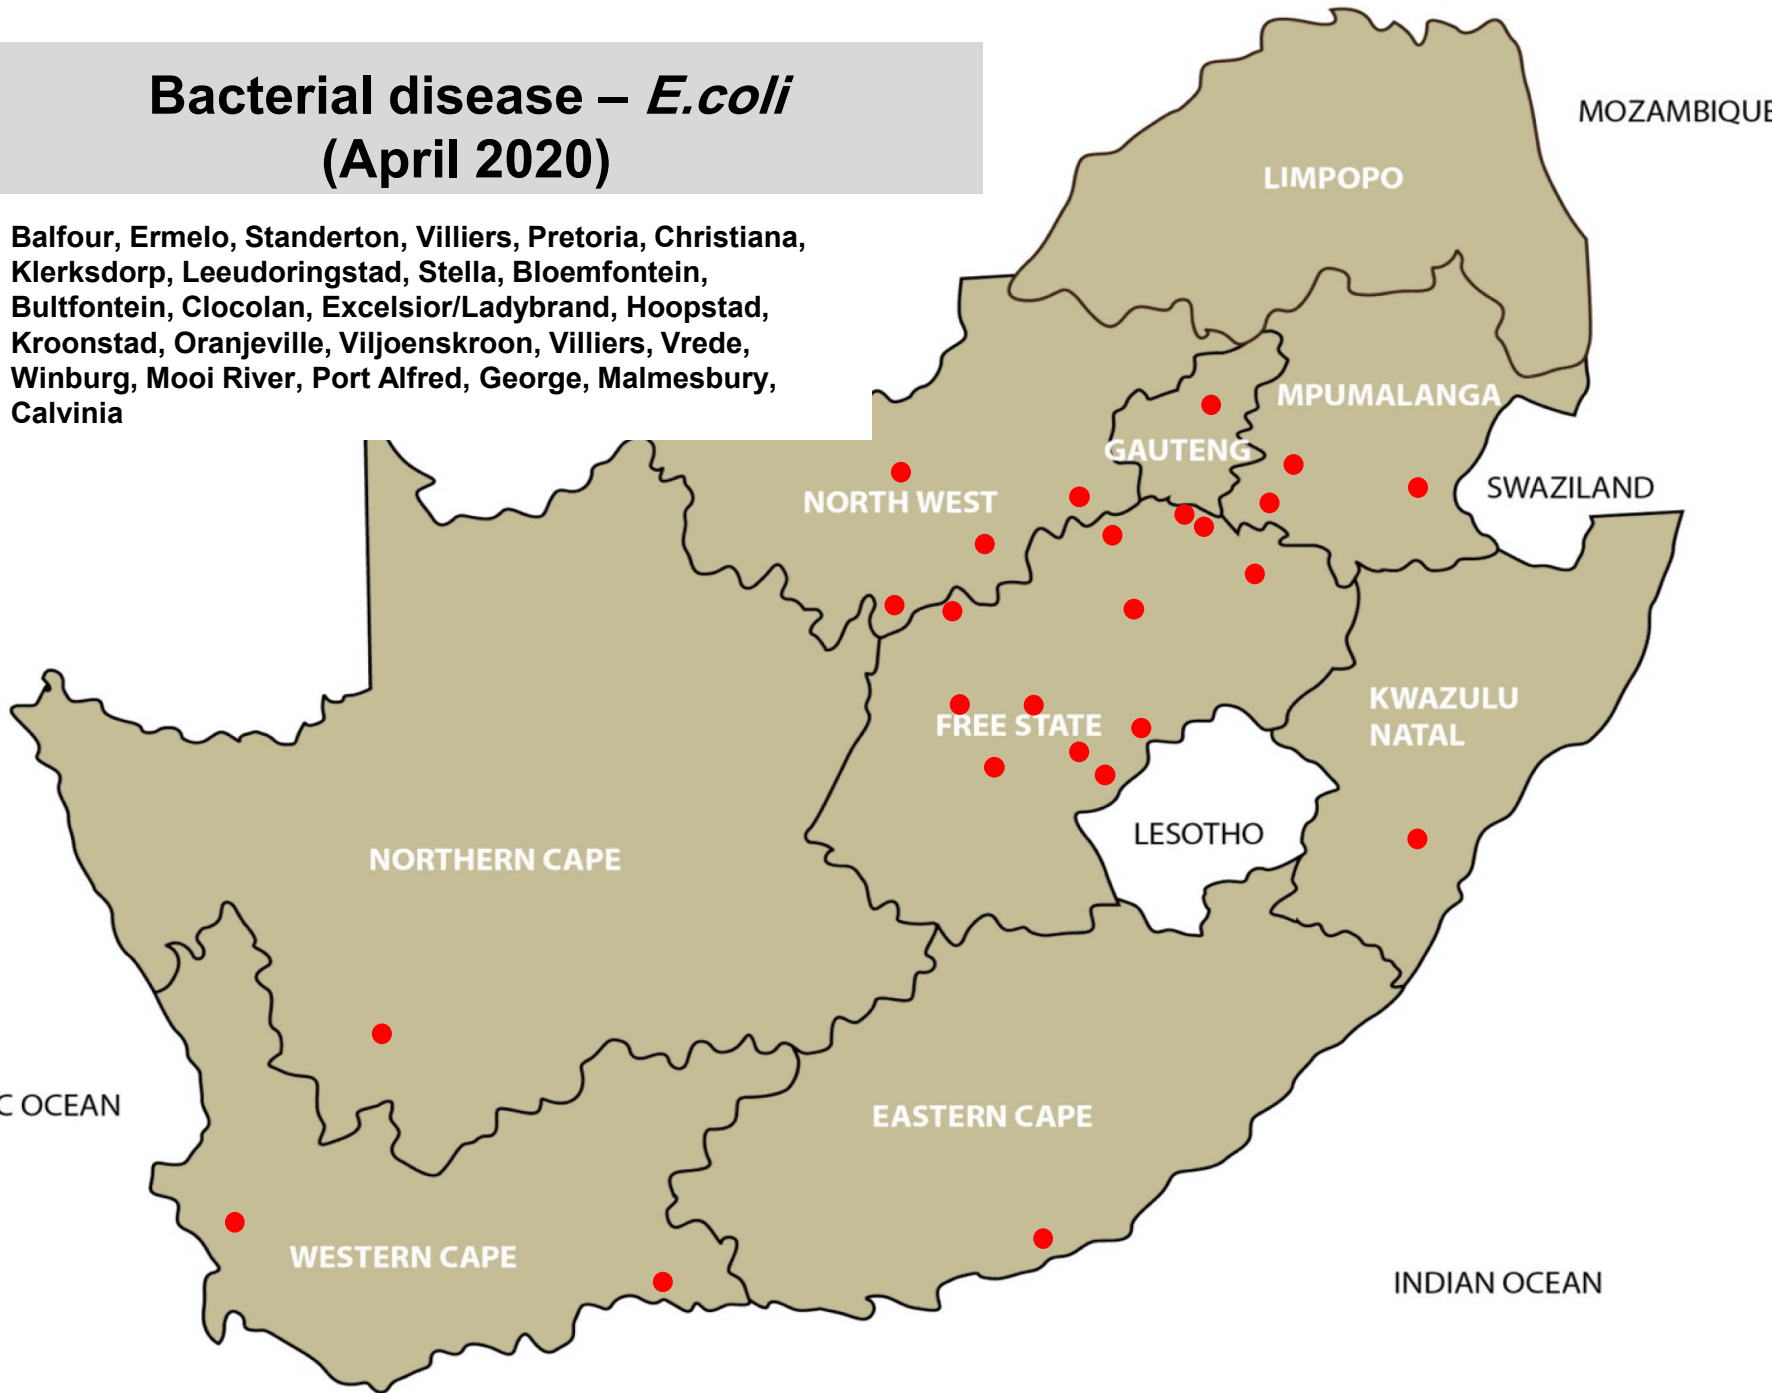 Bacterial disease – E.coli
(April 2020)
Balfour, Ermelo, Standerton, Villiers, Pretoria, Christiana,
Klerksdorp, Leeudoringstad, Stella, Bloemfontein,
Bultfontein, Clocolan, Excelsior/Ladybrand, Hoopstad,
Kroonstad, Oranjeville, Viljoenskroon, Villiers, Vrede,
Winburg, Mooi River, Port Alfred, George, Malmesbury,
Calvinia
MOZAMBIQUE
LIMPOPO
MPUMALANGA
GAUTENG
SWAZILAND
NORTH WEST
KWAZULU
NATAL
FREE STATE
LESOTHO
NORTHERN CAPE
C OCEAN
EASTERN CAPE
WESTERN CAPE
INDIAN OCEAN